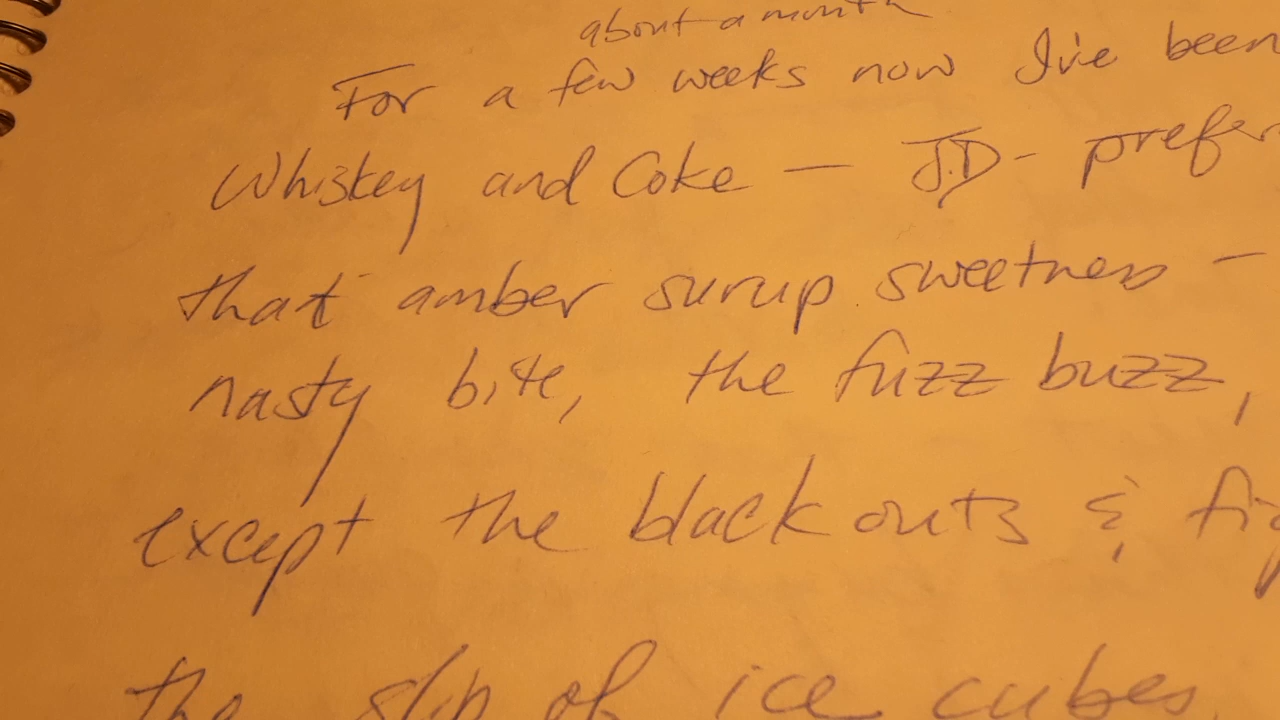 about a month
For a few weeks now I've been
Whiskey and Coke — J.D - prefer
that amber surup sweetness —
nasty bite, the fuzz buzz,
except the black outs &
the slip of ice cubes